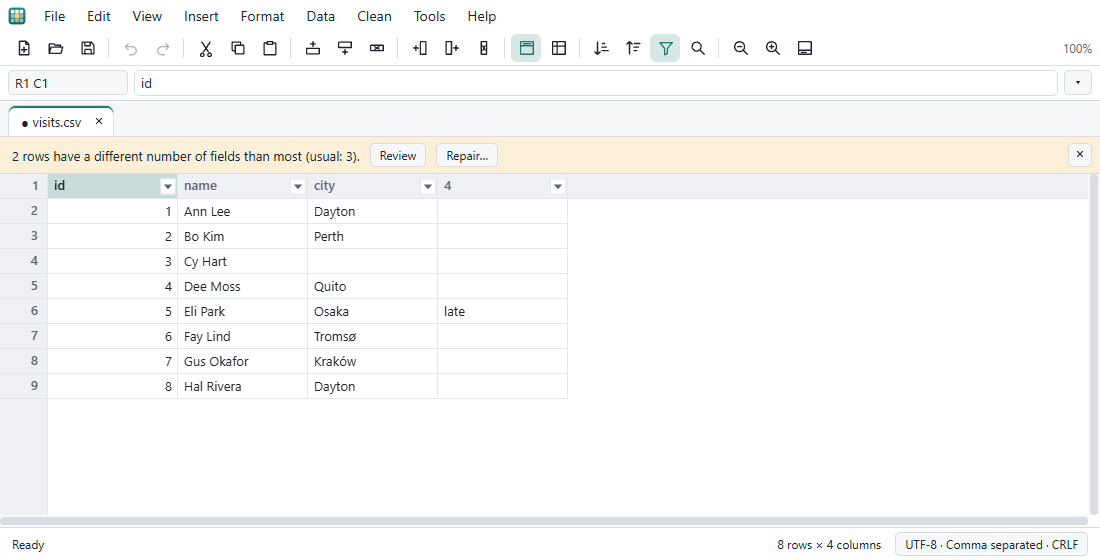 File Edit View Insert Format Data Clean Tools Help
100%
R1 C1 id
● visits.csv ×
2 rows have a different number of fields than most (usual: 3). Review Repair... ×
1 id name city 4
2 1 Ann Lee Dayton
3 2 Bo Kim Perth
4 3 Cy Hart
5 4 Dee Moss Quito
6 5 Eli Park Osaka late
7 6 Fay Lind Tromsø
8 7 Gus Okafor Kraków
9 8 Hal Rivera Dayton
Ready 8 rows × 4 columns UTF-8 · Comma separated · CRLF